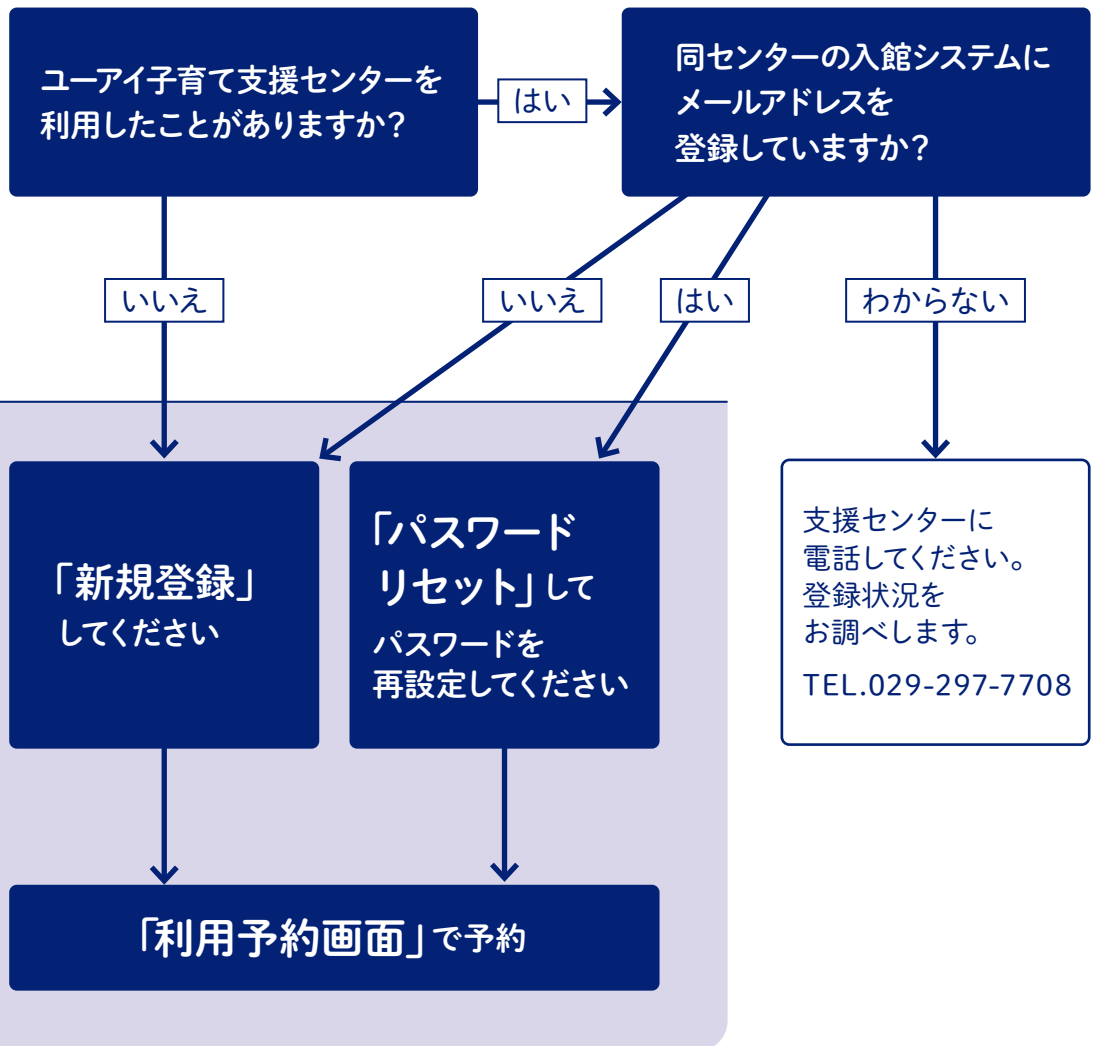 ユーアイ子育て支援センターを
利用したことがありますか？
はい
同センターの入館システムに
メールアドレスを
登録していますか？
いいえ
いいえ
はい
わからない
「新規登録」
してください
「パスワード
リセット」して
パスワードを
再設定してください
支援センターに
電話してください。
登録状況を
お調べします。
TEL.029-297-7708
「利用予約画面」で予約